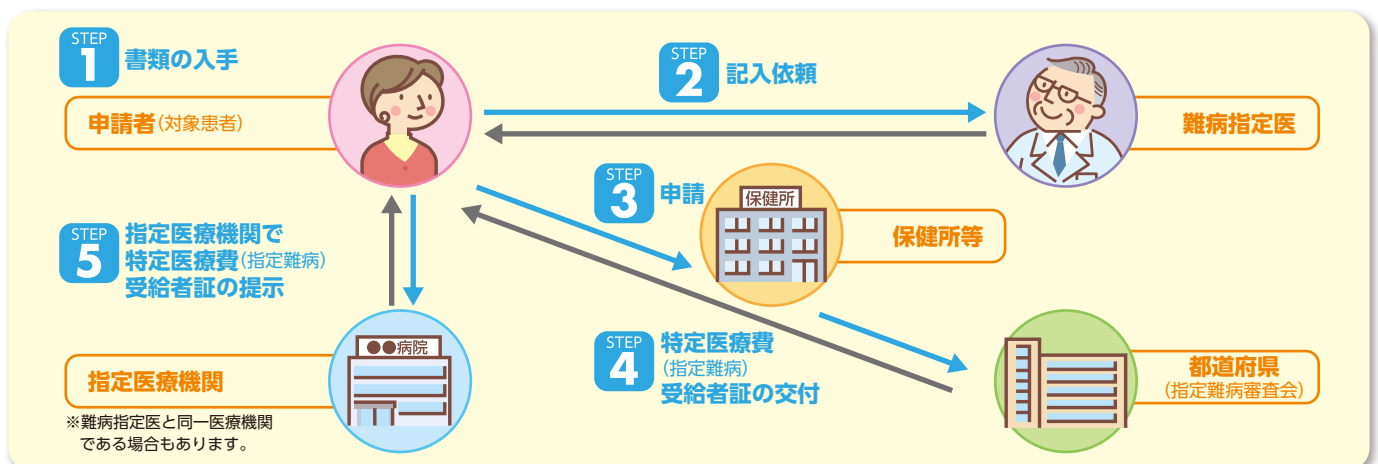 STEP
1
書類の入手
申請者(対象患者)
STEP
2
記入依頼
難病指定医
STEP
3
申請
保健所
保健所等
STEP
5
指定医療機関で
特定医療費(指定難病)
受給者証の提示
●●病院
指定医療機関
※難病指定医と同一医療機関
である場合もあります。
STEP
4
特定医療費
(指定難病)
受給者証の交付
都道府県
(指定難病審査会)